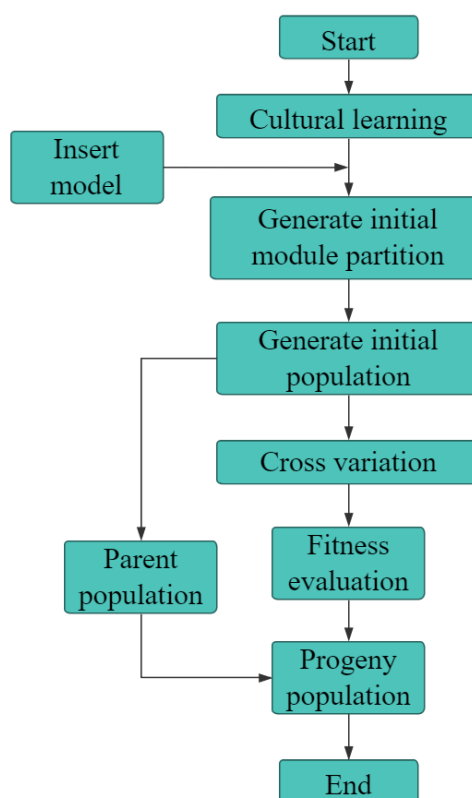 Start
Cultural learning
Insert
model
Generate initial
module partition
Generate initial
population
Cross variation
Parent
population
Fitness
evaluation
Progeny
population
End